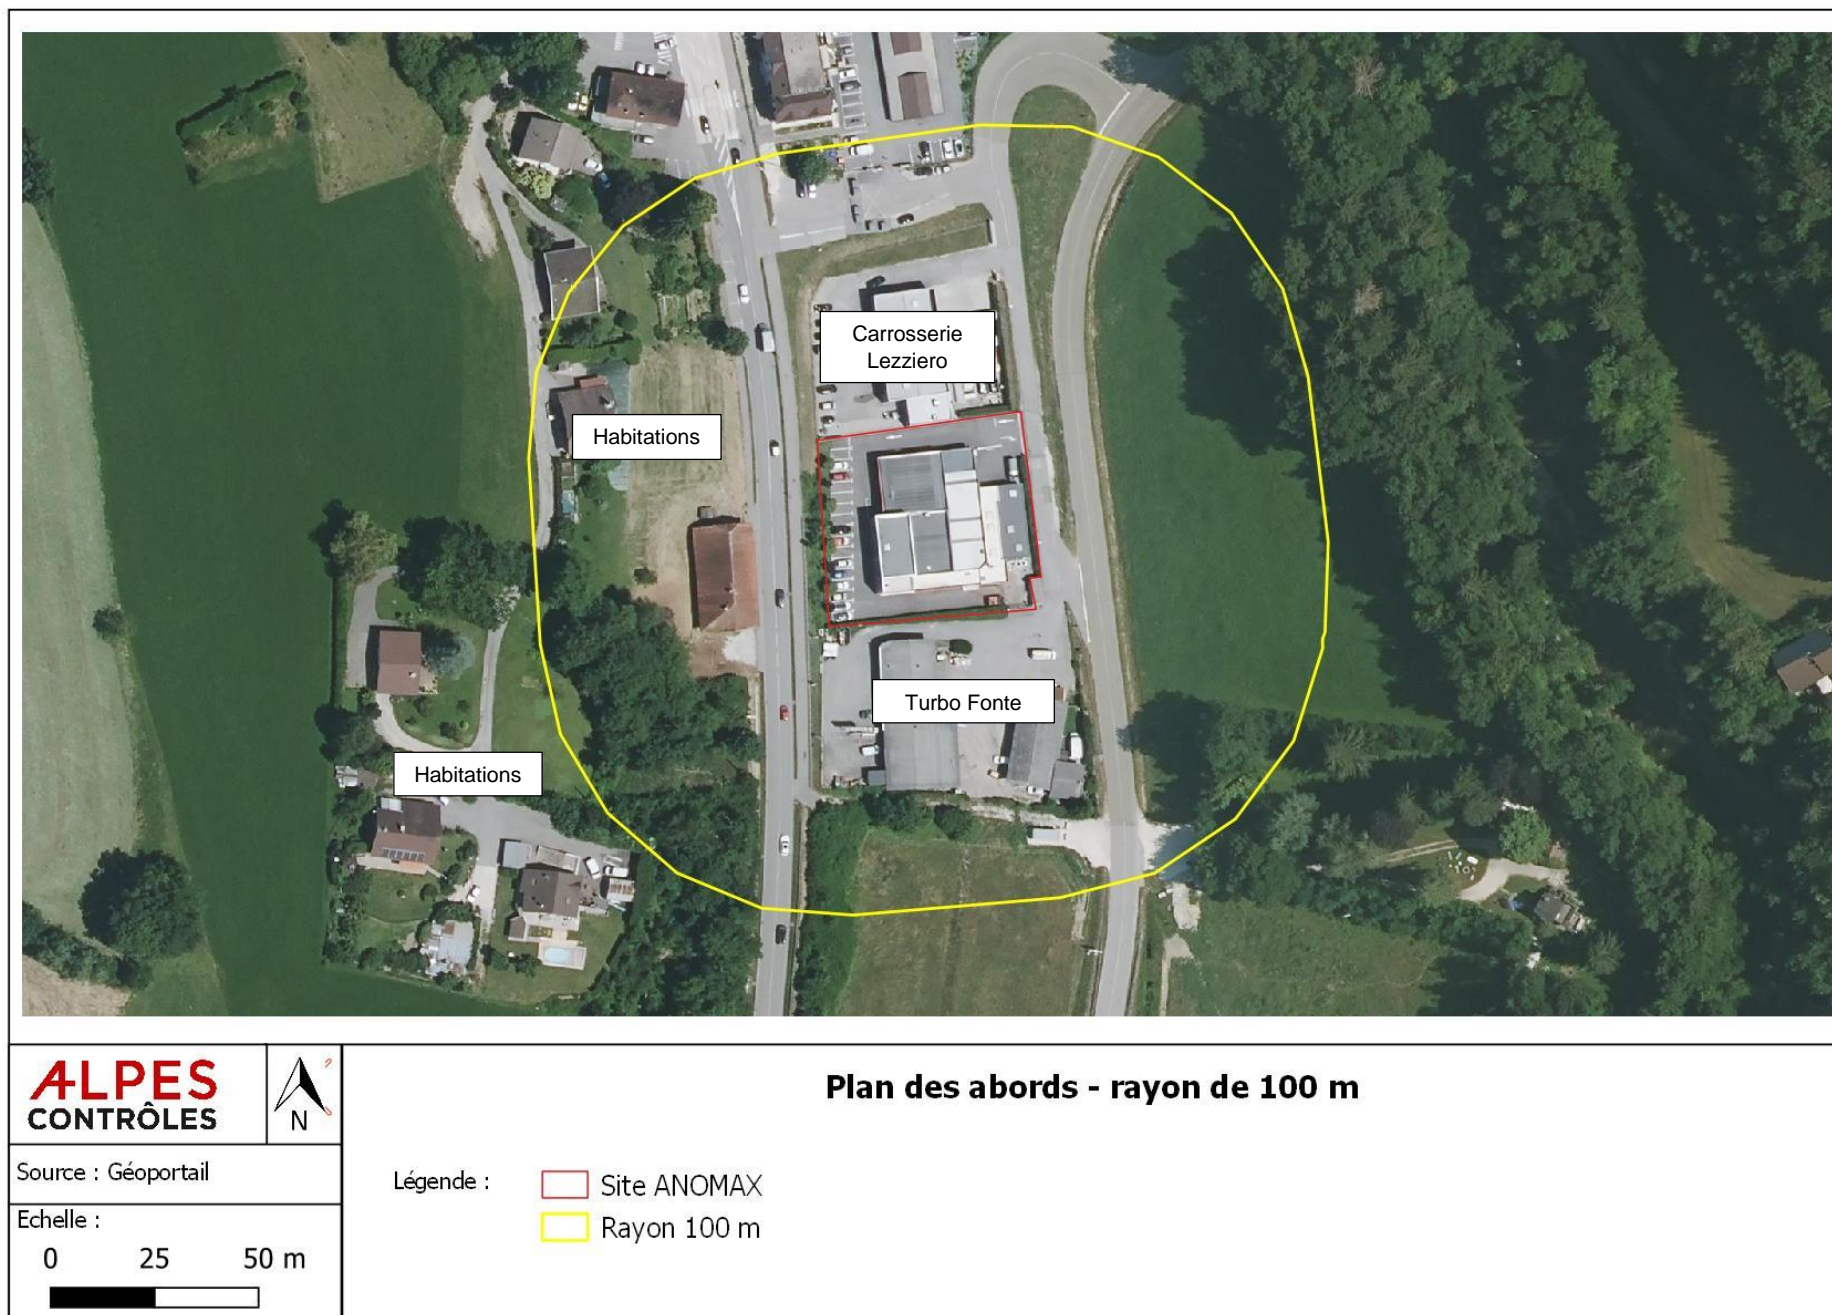 Carrosserie
Lezziero
Habitations
Turbo Fonte
Habitations
ALPES
CONTRÔLES
N
Source : Géoportail
Echelle :
0 25 50 m
Plan des abords - rayon de 100 m
Légende :
Site ANOMAX
Rayon 100 m